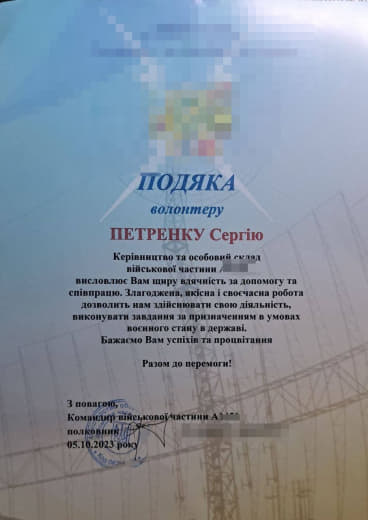 ПОДЯКА
волонтеру
ПЕТРЕНКУ Сергію
Керівництво та особовий склад
військової частини
висловлює Вам щиру вдячність за допомогу та
співпрацю. Злагоджена, якісна і своєчасна робота
дозволить нам здійснювати свою діяльність,
виконувати завдання за призначенням в умовах
воєнного стану в державі.
Бажаємо Вам успіхів та процвітання
Разом до перемоги!
З повагою,
Командир військової частини
полковник
05.10.2023 року